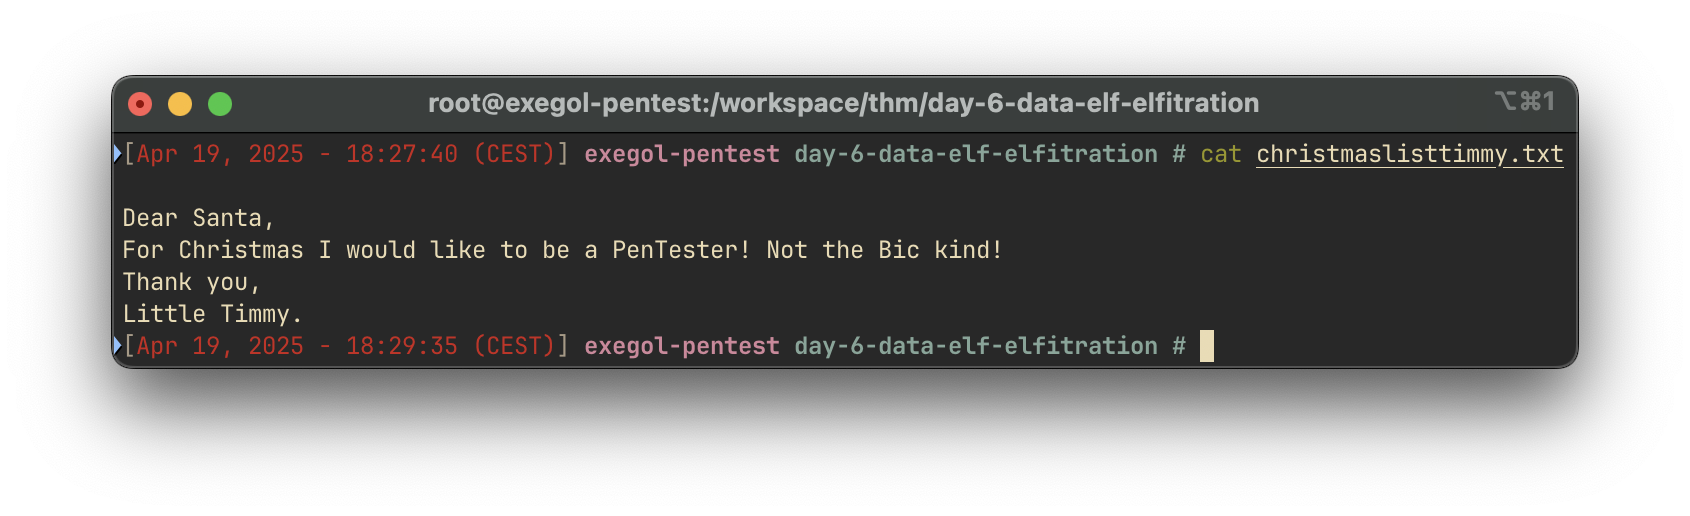 root@exegol-pentest:/workspace/thm/day-6-data-elf-elfitration ⌥⌘1
[Apr 19, 2025 - 18:27:40 (CEST)] exegol-pentest day-6-data-elf-elfitration # cat christmaslisttimmy.txt
Dear Santa,
For Christmas I would like to be a PenTester! Not the Bic kind!
Thank you,
Little Timmy.
[Apr 19, 2025 - 18:29:35 (CEST)] exegol-pentest day-6-data-elf-elfitration #